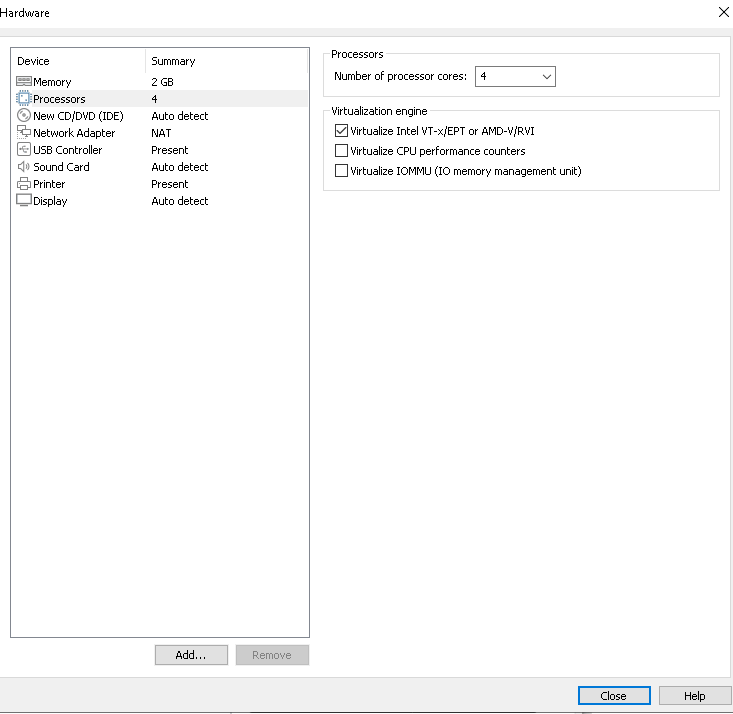 Hardware
Device Summary
Memory 2 GB
Processors 4
New CD/DVD (IDE) Auto detect
Network Adapter NAT
USB Controller Present
Sound Card Auto detect
Printer Present
Display Auto detect
Add...
Remove
Processors
Number of processor cores: 4
Virtualization engine
Virtualize Intel VT-x/EPT or AMD-V/RVI
Virtualize CPU performance counters
Virtualize IOMMU (IO memory management unit)
Close
Help